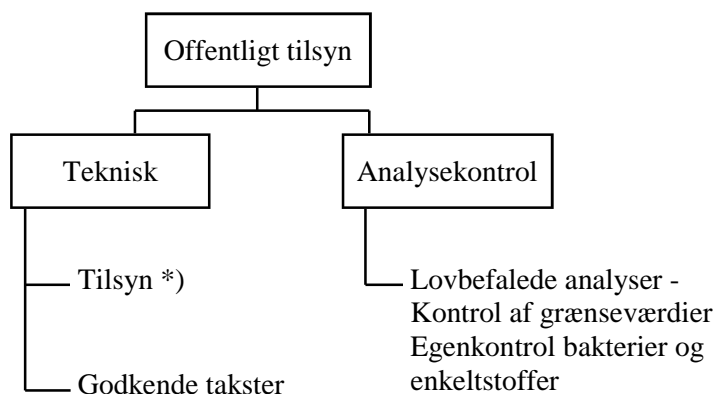 Offentligt tilsyn
Teknisk
Analysekontrol
Tilsyn *)
Godkende takster
Lovbefalede analyser -
Kontrol af grænseværdier
Egenkontrol bakterier og
enkeltstoffer